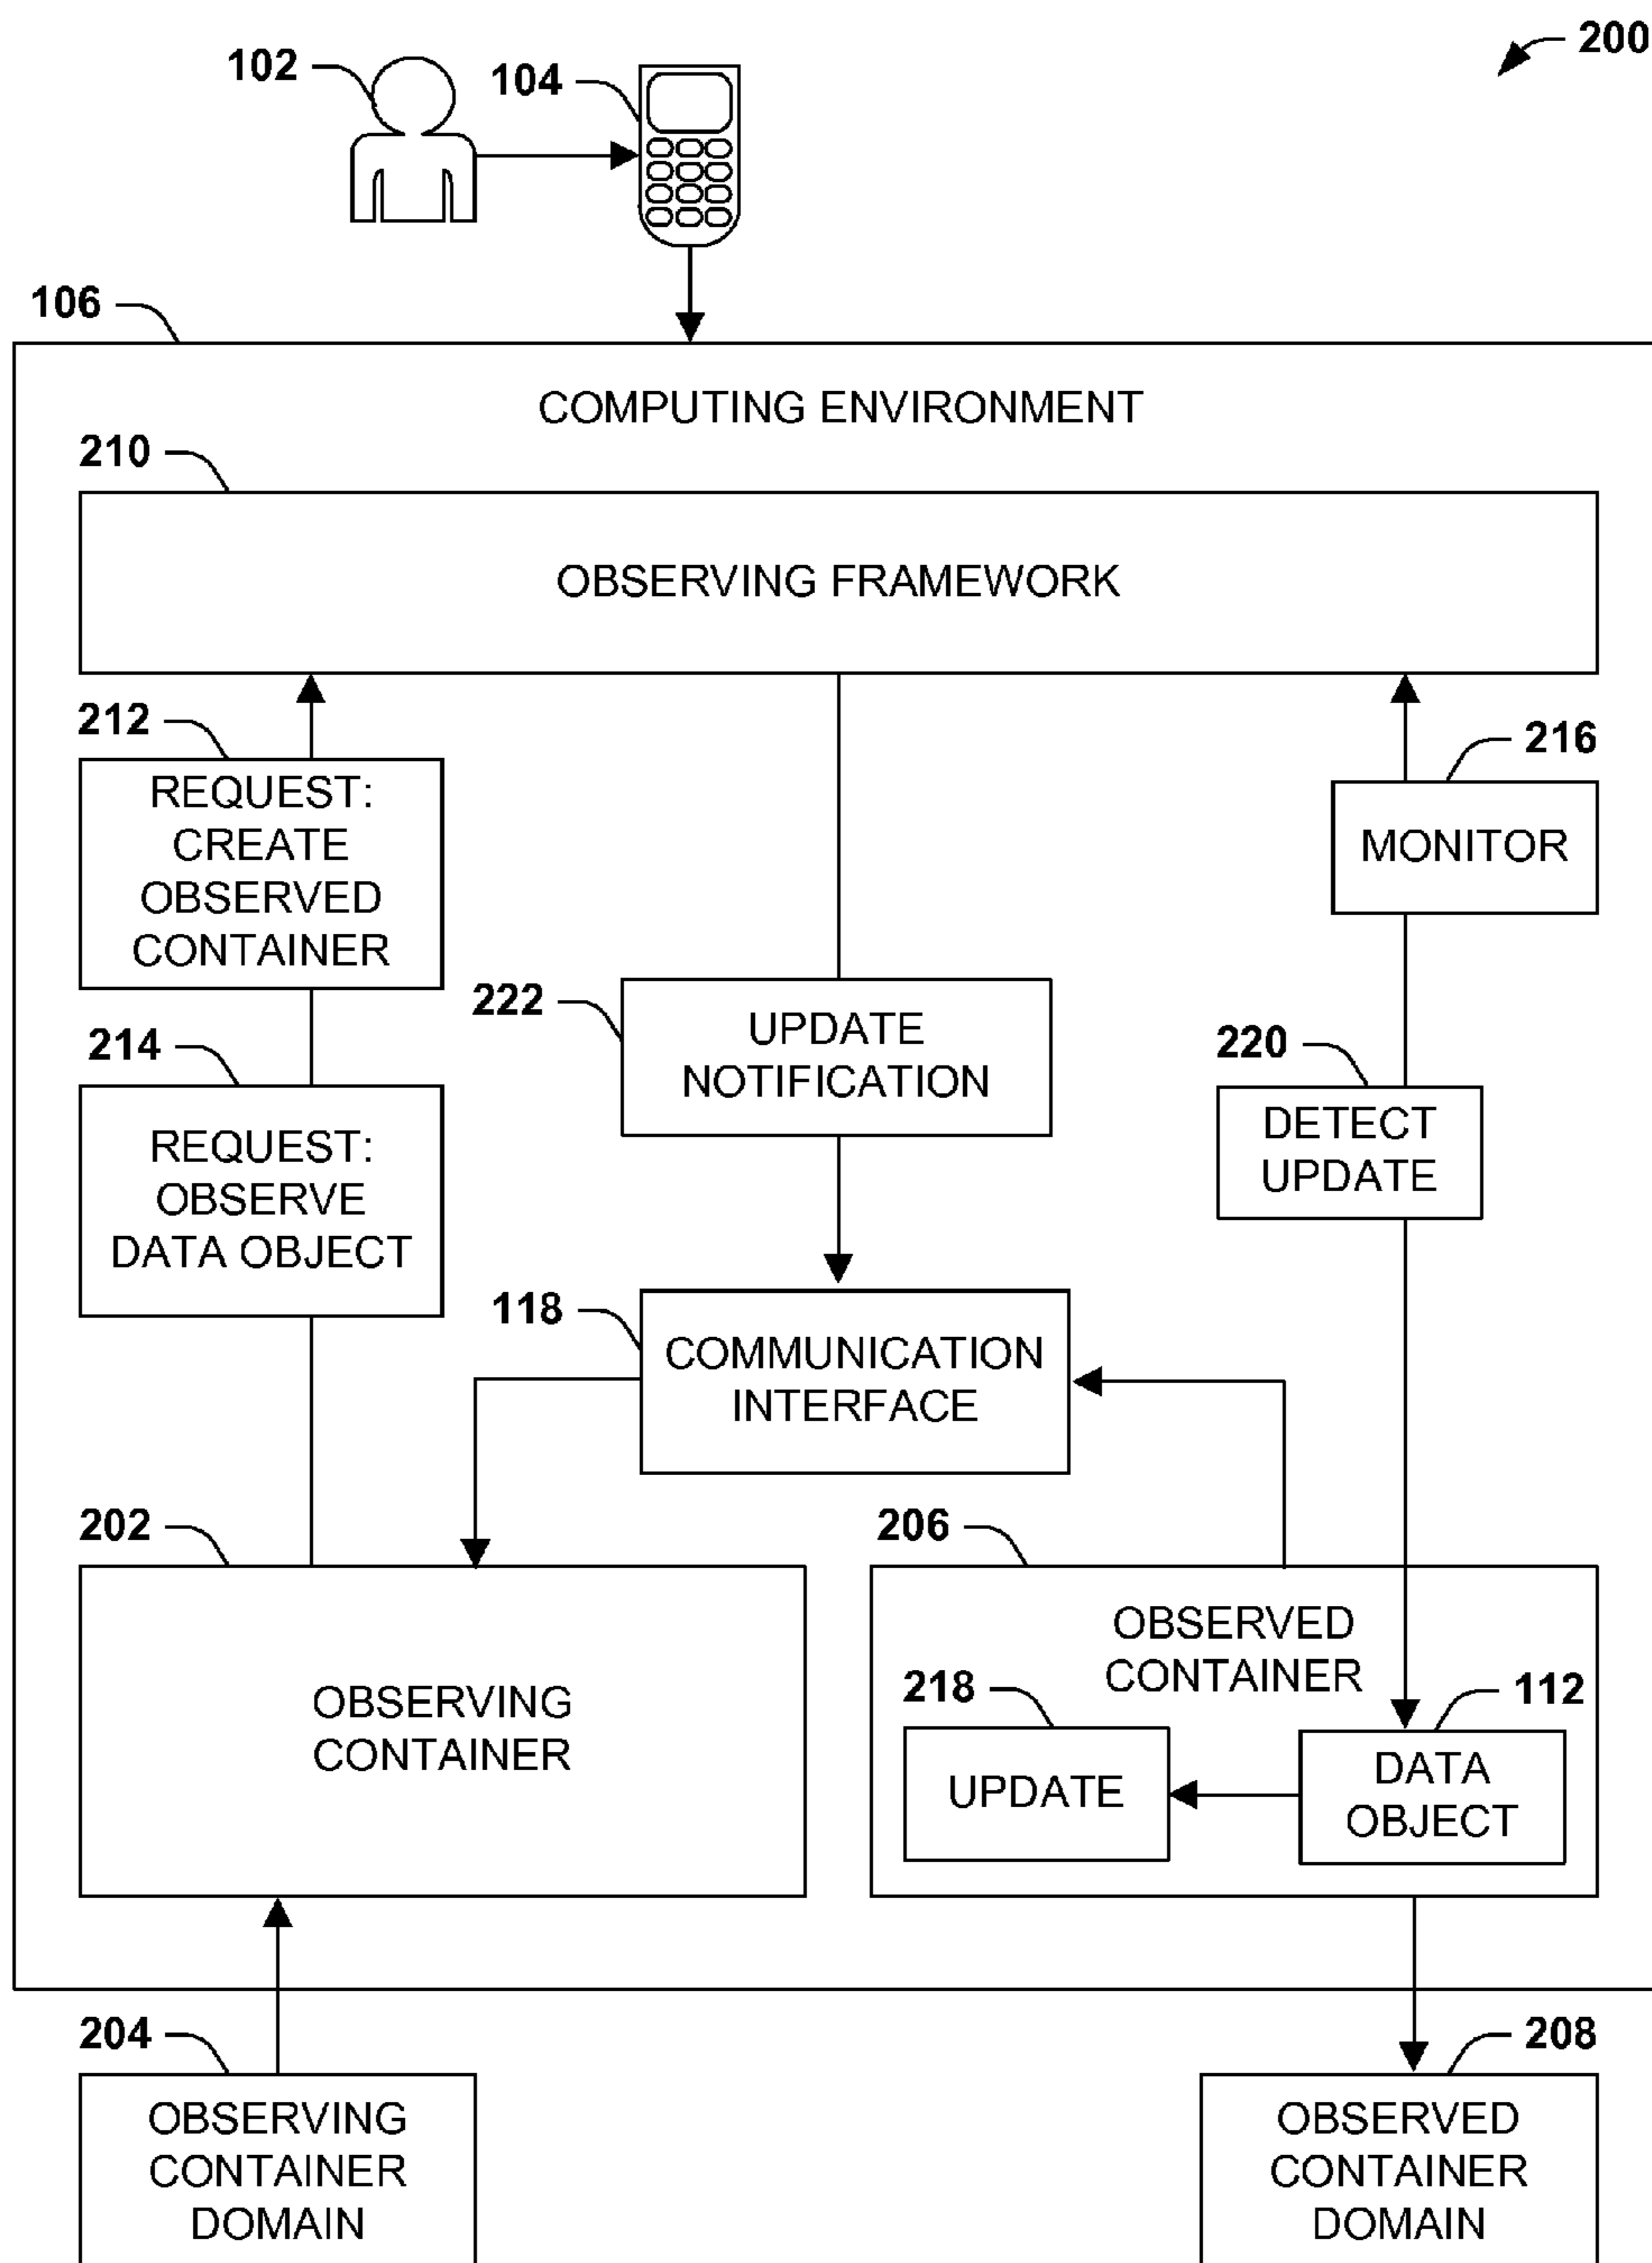 200
102
104
106
COMPUTING ENVIRONMENT
210
OBSERVING FRAMEWORK
212
REQUEST:
CREATE
OBSERVED
CONTAINER
216
MONITOR
222
UPDATE
NOTIFICATION
214
REQUEST:
OBSERVE
DATA OBJECT
220
DETECT
UPDATE
118
COMMUNICATION
INTERFACE
202
OBSERVING
CONTAINER
206
OBSERVED
CONTAINER
218
UPDATE
112
DATA
OBJECT
204
OBSERVING
CONTAINER
DOMAIN
208
OBSERVED
CONTAINER
DOMAIN